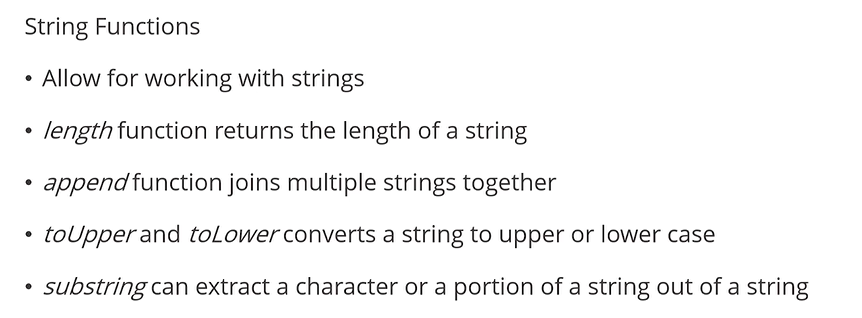 String Functions
• Allow for working with strings
• length function returns the length of a string
• append function joins multiple strings together
• toUpper and toLower converts a string to upper or lower case
• substring can extract a character or a portion of a string out of a string